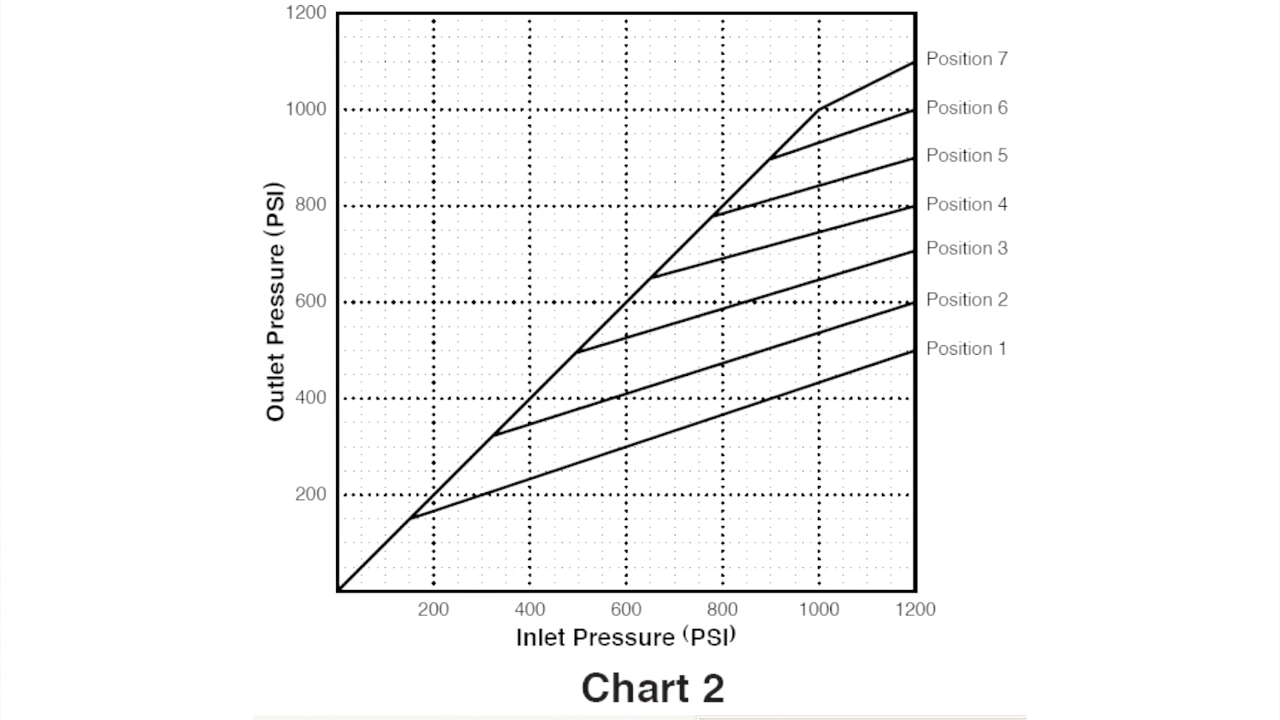 1200
1000
800
600
400
200
Outlet Pressure (PSI)
Position 7
Position 6
Position 5
Position 4
Position 3
Position 2
Position 1
200 400 600 800 1000 1200
Inlet Pressure (PSI)
Chart 2